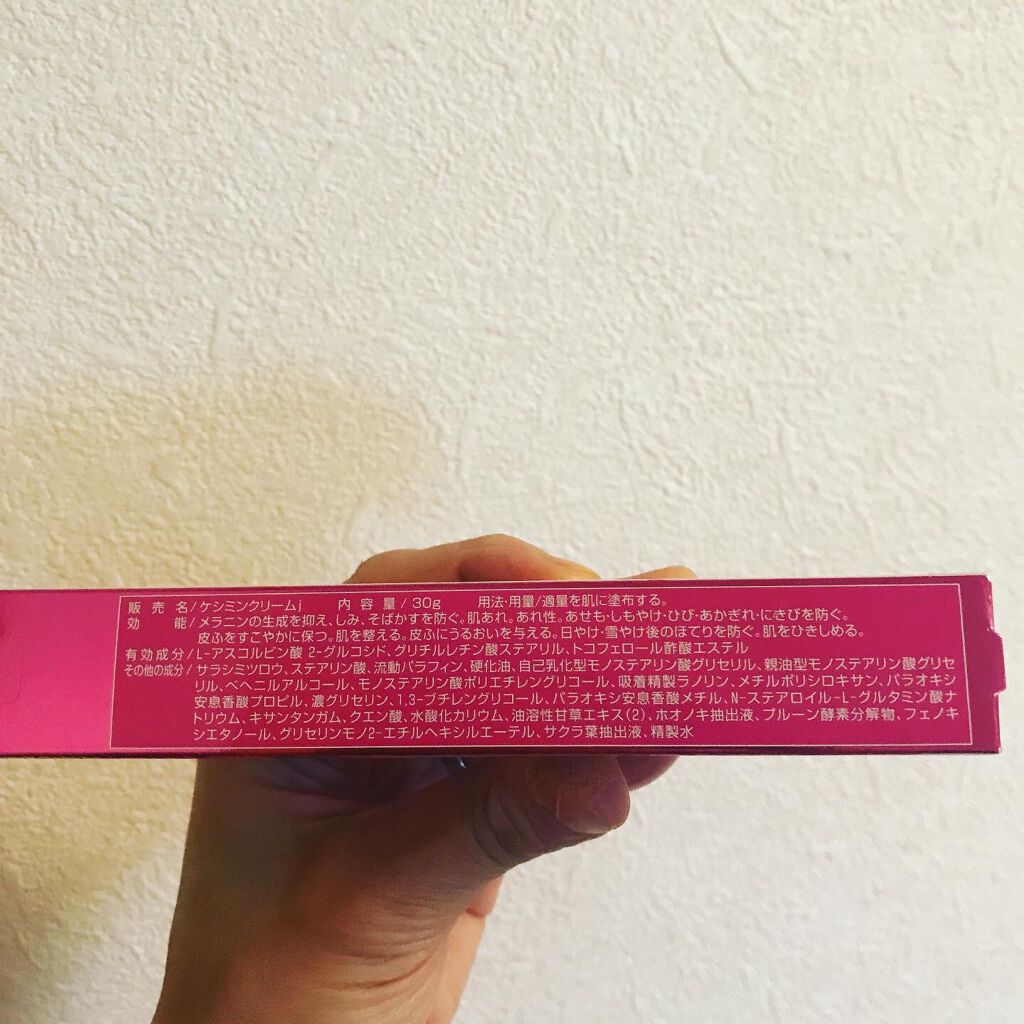 販売名/ケシミンクリームj 内容量/30g 用法・用量/適量を肌に塗布する。
効能/メラニンの生成を抑え、しみ、そばかすを防ぐ。肌あれ。あれ性。あせも・しもやけ・ひび・あかぎれ・にきびを防ぐ。
皮ふをすこやかに保つ。肌を整える。皮ふにうるおいを与える。日やけ・雪やけ後のほてりを防ぐ。肌をひきしめる。
有効成分/L-アスコルビン酸 2-グルコシド、グリチルレチン酸ステアリル、トコフェロール酢酸エステル
その他の成分/サラシミツロウ、ステアリン酸、流動パラフィン、硬化油、自己乳化型モノステアリン酸グリセリル、親油型モノステアリン酸グリセ
リル、ベヘニルアルコール、モノステアリン酸ポリエチレングリコール、吸着精製ラノリン、メチルポリシロキサン、パラオキシ
安息香酸プロピル、濃グリセリン、1,3-ブチレングリコール、パラオキシ安息香酸メチル、N-ステアロイル-L-グルタミン酸ナ
トリウム、キサンタンガム、クエン酸、水酸化カリウム、油溶性甘草エキス(2)、ホオノキ抽出液、プルーン酵素分解物、フェノキ
シエタノール、グリセリンモノ2-エチルヘキシルエーテル、サクラ葉抽出液、精製水